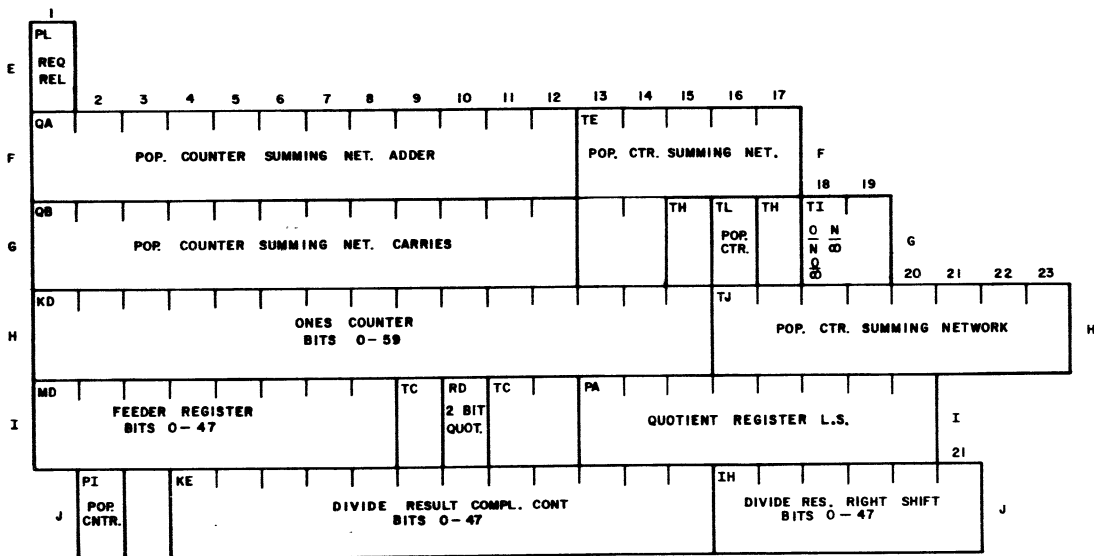 1
PL
REQ
REL
E
2 3 4 5 6 7 8 9 10 11 12 13 14 15 16 17
QA TE
F POP. COUNTER SUMMING NET. ADDER POP. CTR. SUMMING NET. F
18 19
QB TH TL TH TI
G POP. COUNTER SUMMING NET. CARRIES POP. CTR. O/N N/8 O/8 G
20 21 22 23
KD TJ
H ONES COUNTER POP. CTR. SUMMING NETWORK H
BITS 0-59
MD TC RD TC PA
I FEEDER REGISTER 2 BIT QUOTIENT REGISTER L.S. I
BITS 0-47 QUOT.
21
PI KE IH
J POP. DIVIDE RESULT COMPL. CONT DIVIDE RES. RIGHT SHIFT J
CNTR. BITS 0-47 BITS 0-47